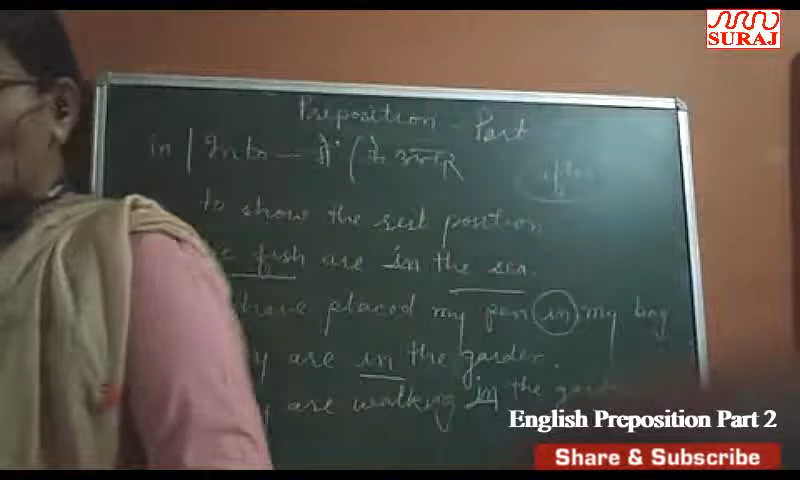 SURAJ
Preposition - Part
in | Into - में (के अन्दर
after
to show the rest position
fish are in the sea.
have placed my pen in my bag
are in the garden.
are walking in the garden
English Preposition Part 2
Share & Subscribe